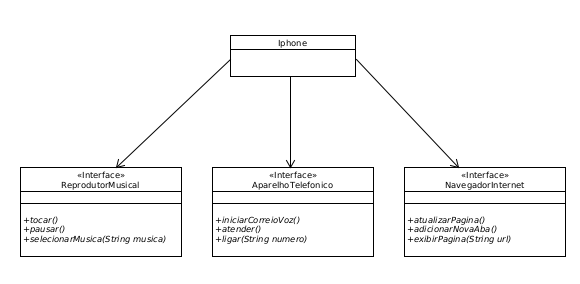 Iphone
«Interface»
ReprodutorMusical
+tocar()
+pausar()
+selecionarMusica(String musica)
«Interface»
AparelhoTelefonico
+iniciarCorreioVoz()
+atender()
+ligar(String numero)
«Interface»
NavegadorInternet
+atualizarPagina()
+adicionarNovaAba()
+exibirPagina(String url)